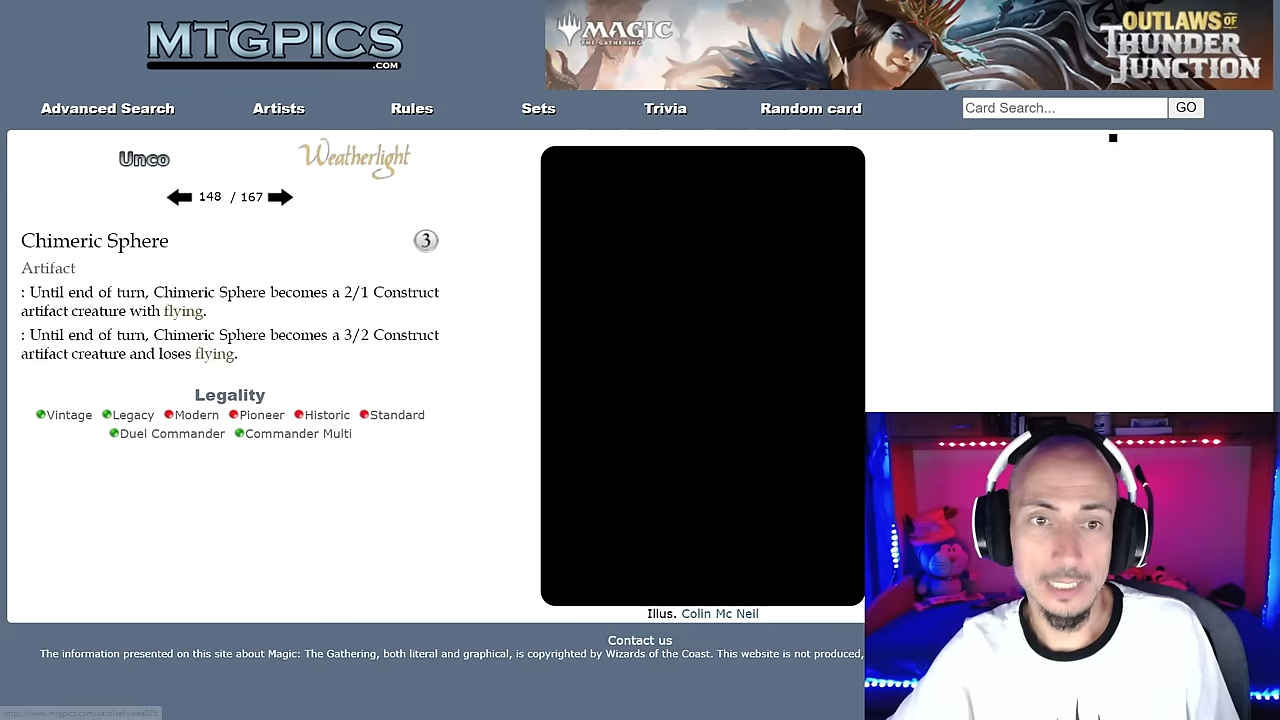 MTGPICS
.COM
MAGIC
THE GATHERING
OUTLAWS OF
THUNDER
JUNCTION
Advanced Search Artists Rules Sets Trivia Random card Card Search... GO
Unco Weatherlight
148 / 167
Chimeric Sphere 3
Artifact
: Until end of turn, Chimeric Sphere becomes a 2/1 Construct
artifact creature with flying.
: Until end of turn, Chimeric Sphere becomes a 3/2 Construct
artifact creature and loses flying.
Legality
Vintage Legacy Modern Pioneer Historic Standard
Duel Commander Commander Multi
Illus. Colin Mc Neil
Contact us
The information presented on this site about Magic: The Gathering, both literal and graphical, is copyrighted by Wizards of the Coast. This website is not produced,